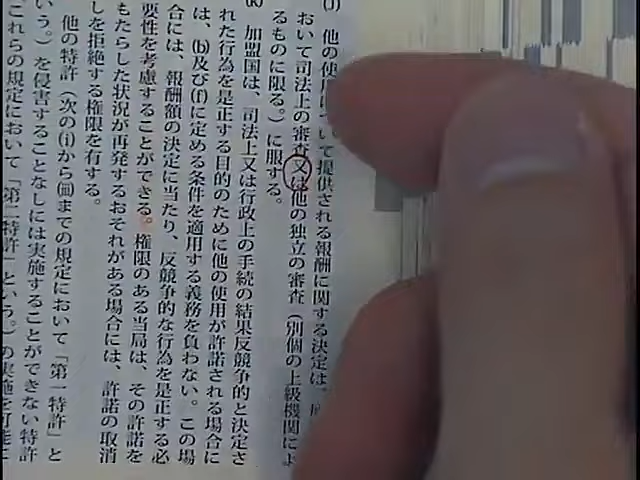 (j) 他の使用について提供される報酬に関する決定は、
おいて司法上の審査又は他の独立の審査（別個の上級機関によ
るものに限る。）に服する。
(k) 加盟国は、司法上又は行政上の手続の結果反競争的と決定さ
れた行為を是正する目的のために他の使用が許諾される場合に
は、(b)及び(f)に定める条件を適用する義務を負わない。この場
合には、報酬額の決定に当たり、反競争的な行為を是正する必
要性を考慮することができる。権限のある当局は、その許諾を
もたらした状況が再発するおそれがある場合には、許諾の取消
しを拒絶する権限を有する。
他の特許（次の(i)から(iii)までの規定において「第一特許」と
いう。）を侵害することなしには実施することができない特許
これらの規定において「第二特許」という。）の実施を可能に